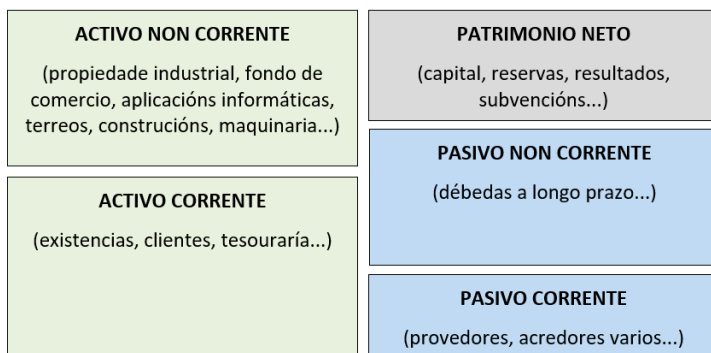 ACTIVO NON CORRENTE
(propiedade industrial, fondo de
comercio, aplicacións informáticas,
terreos, construcións, maquinaria...)
ACTIVO CORRENTE
(existencias, clientes, tesouraría...)
PATRIMONIO NETO
(capital, reservas, resultados,
subvencións...)
PASIVO NON CORRENTE
(débedas a longo prazo...)
PASIVO CORRENTE
(provedores, acredores varios...)